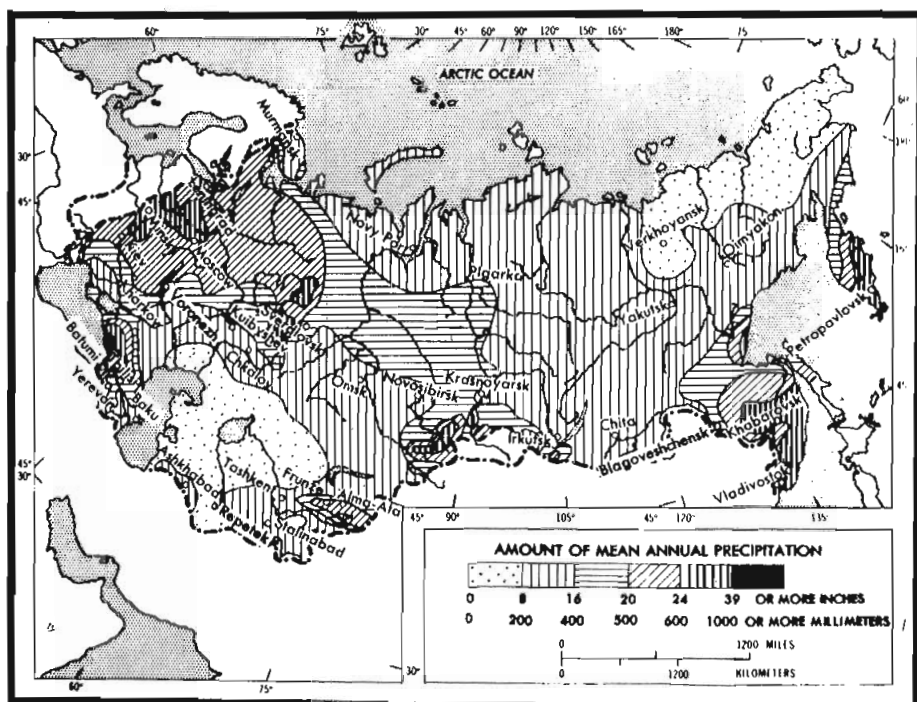 60° 75° 30° 45° 60° 90° 120° 150° 165° 180° 75
ARCTIC OCEAN
Murmansk
30°
45°
Novy Port
Verkhoyansk
Oimyakon
Moscow
Igarka
Kharkov
Sverdlovsk
Kuibyshev
Yakutsk
Petropavlovsk
Batumi
Chkalov
Yerevan
Baku
Omsk
Novosibirsk
Krasnoyarsk
Chita
Irkutsk
Khabarovsk
Blagoveshchensk
45°
30°
Ashkhabad
Tashkent
Frunze
Alma-Ata
Vladivostok
Repetek
Stalinabad
45° 90° 105° 45° 120° 135°
AMOUNT OF MEAN ANNUAL PRECIPITATION
0 8 16 20 24 39 OR MORE INCHES
0 200 400 500 600 1000 OR MORE MILLIMETERS
0 1200 MILES
0 1200 KILOMETERS
30°
60° 75°